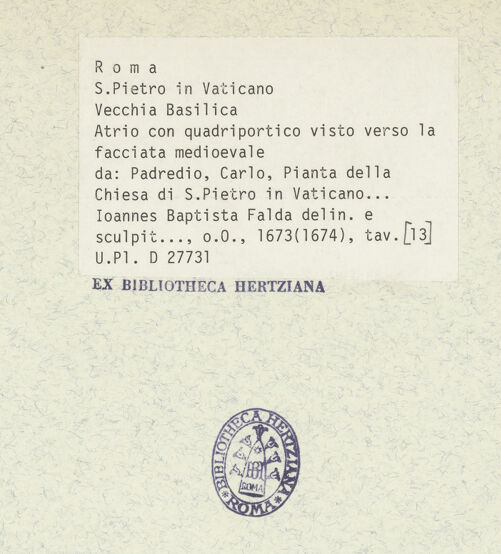 R o m a
S.Pietro in Vaticano
Vecchia Basilica
Atrio con quadriportico visto verso la
facciata medioevale
da: Padredio, Carlo, Pianta della
Chiesa di S.Pietro in Vaticano...
Ioannes Baptista Falda delin. e
sculpit..., o.O., 1673(1674), tav.[13]
U.Pl. D 27731
EX BIBLIOTHECA HERTZIANA
BIBLIOTHECA HERTZIANA
ROMA
* ROMA *